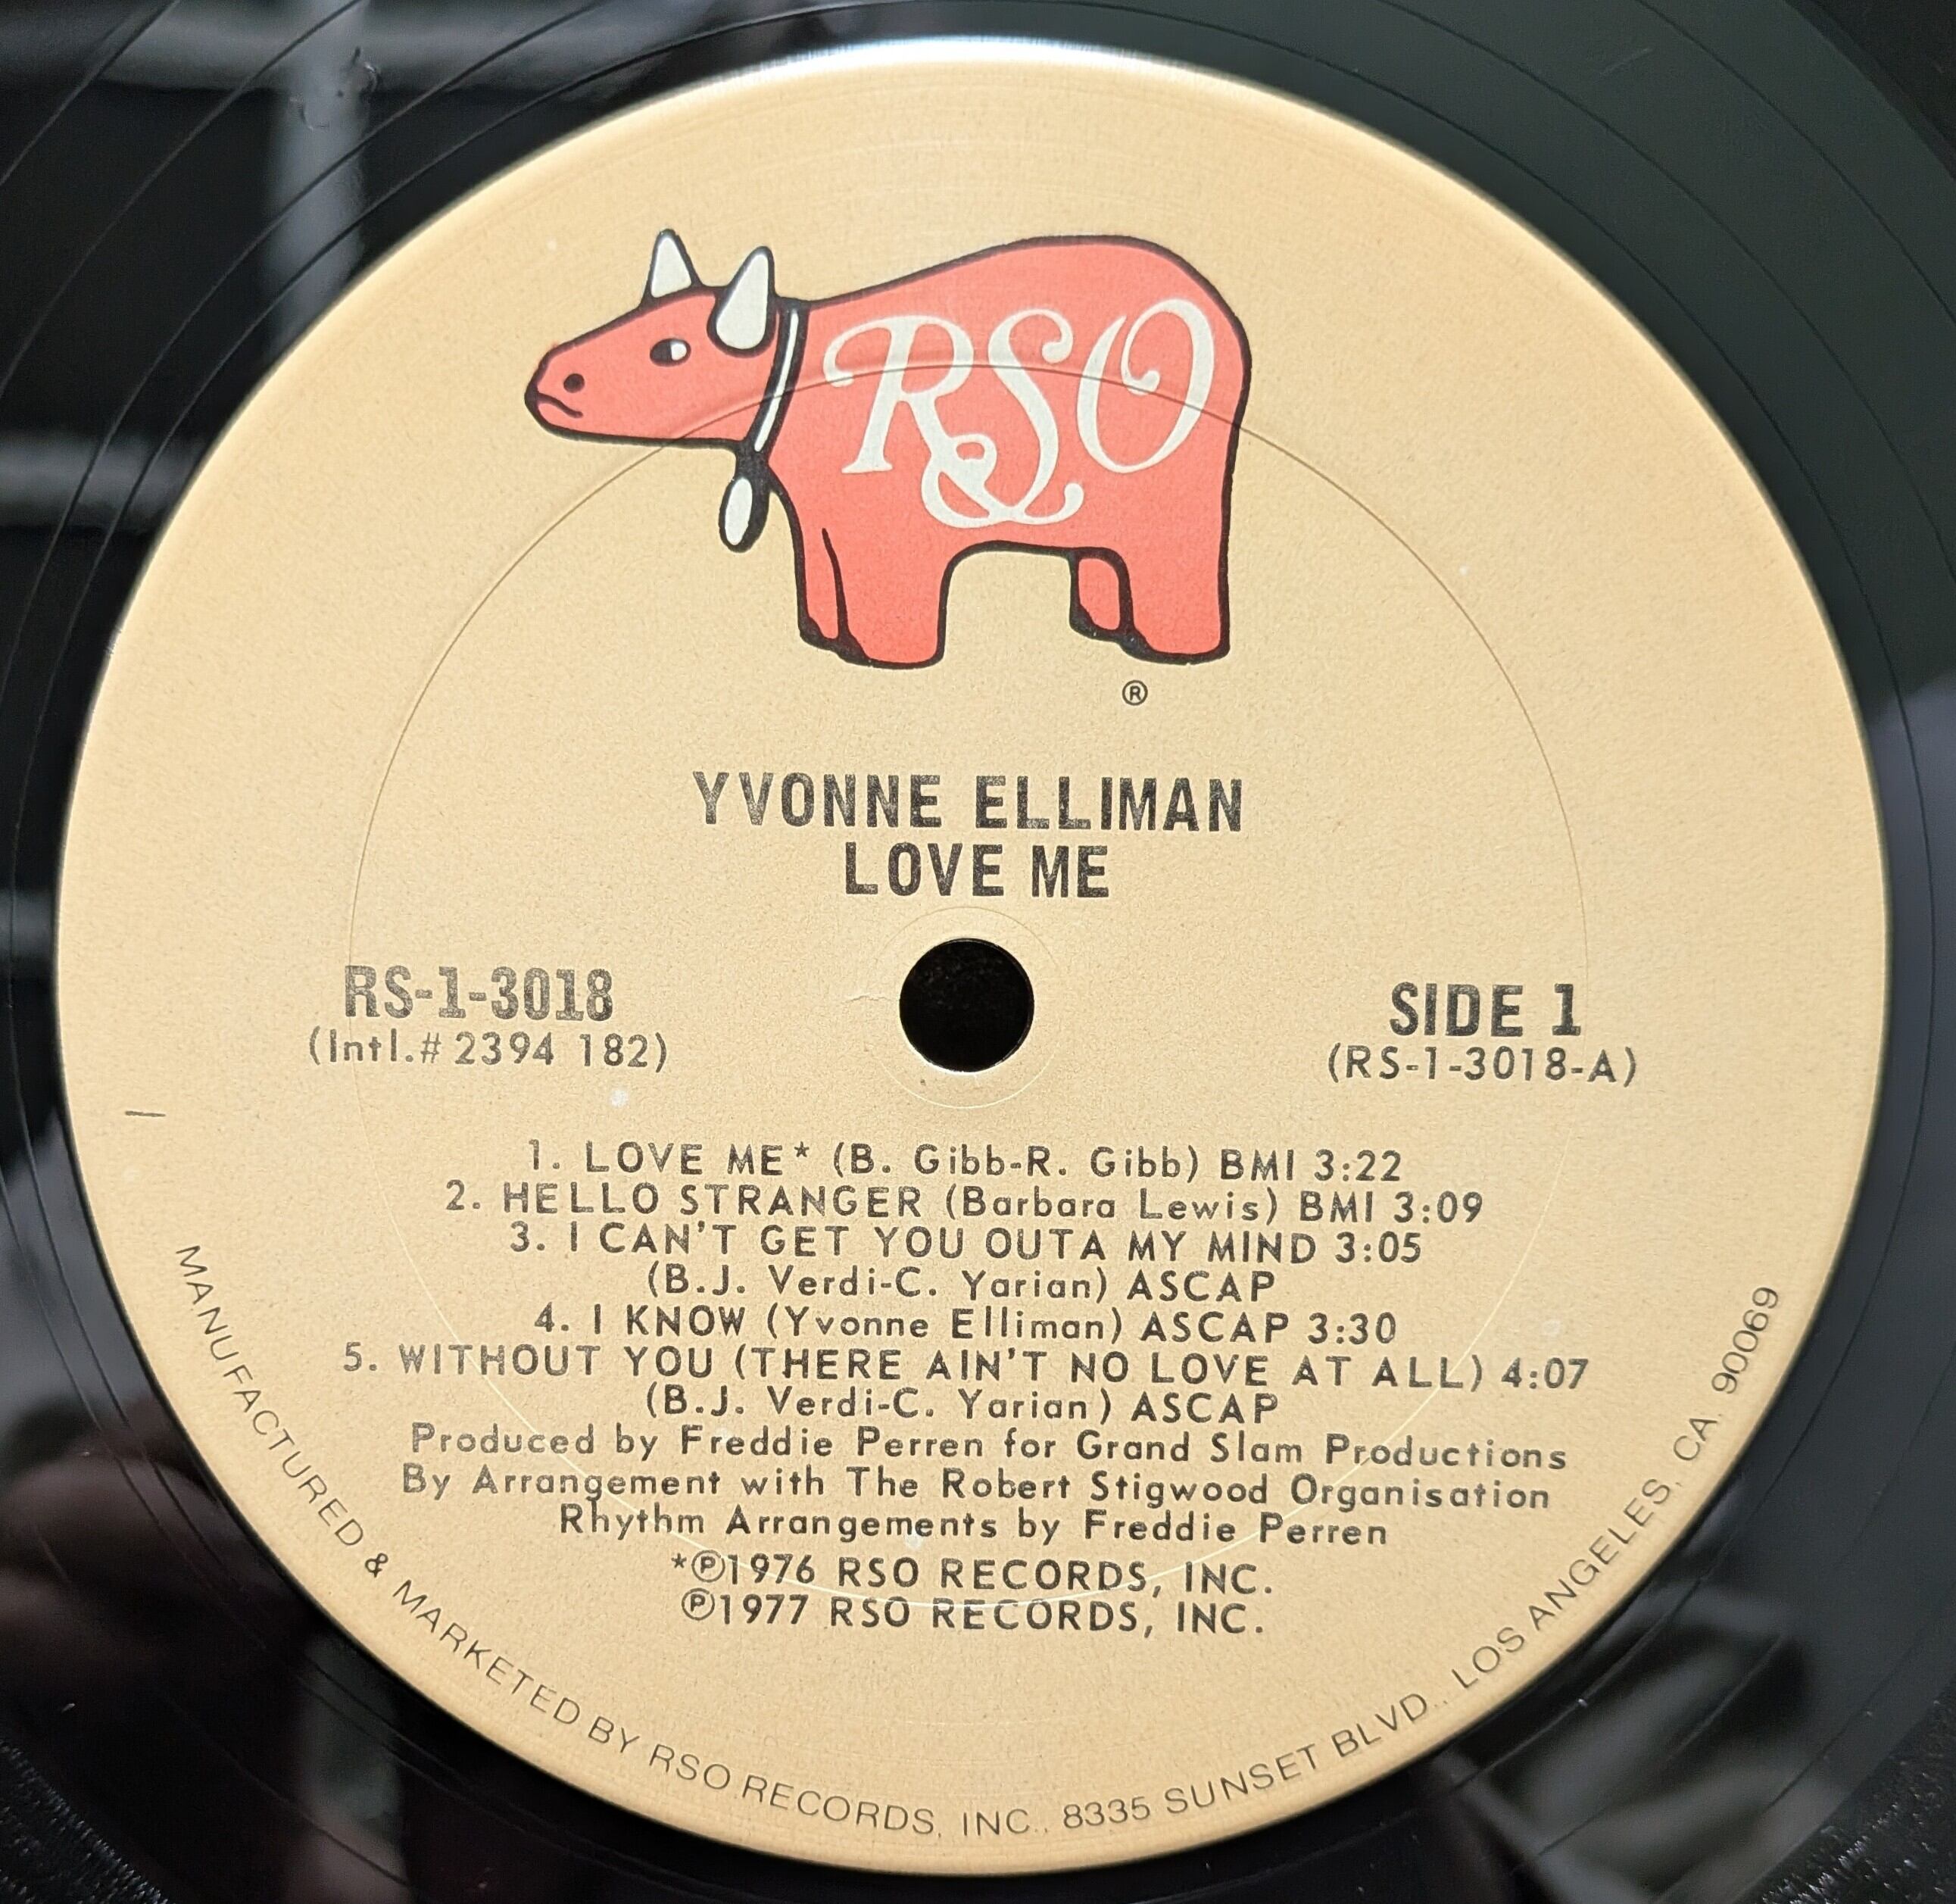 RSO
®
YVONNE ELLIMAN
LOVE ME
RS-1-3018
(Intl.# 2394 182)
SIDE 1
(RS-1-3018-A)
1. LOVE ME* (B. Gibb-R. Gibb) BMI 3:22
2. HELLO STRANGER (Barbara Lewis) BMI 3:09
3. I CAN'T GET YOU OUTA MY MIND 3:05
(B.J. Verdi-C. Yarian) ASCAP
4. I KNOW (Yvonne Elliman) ASCAP 3:30
5. WITHOUT YOU (THERE AIN'T NO LOVE AT ALL) 4:07
(B.J. Verdi-C. Yarian) ASCAP
Produced by Freddie Perren for Grand Slam Productions
By Arrangement with The Robert Stigwood Organisation
Rhythm Arrangements by Freddie Perren
*℗1976 RSO RECORDS, INC.
℗1977 RSO RECORDS, INC.
MANUFACTURED & MARKETED BY RSO RECORDS, INC., 8335 SUNSET BLVD., LOS ANGELES, CA. 90069